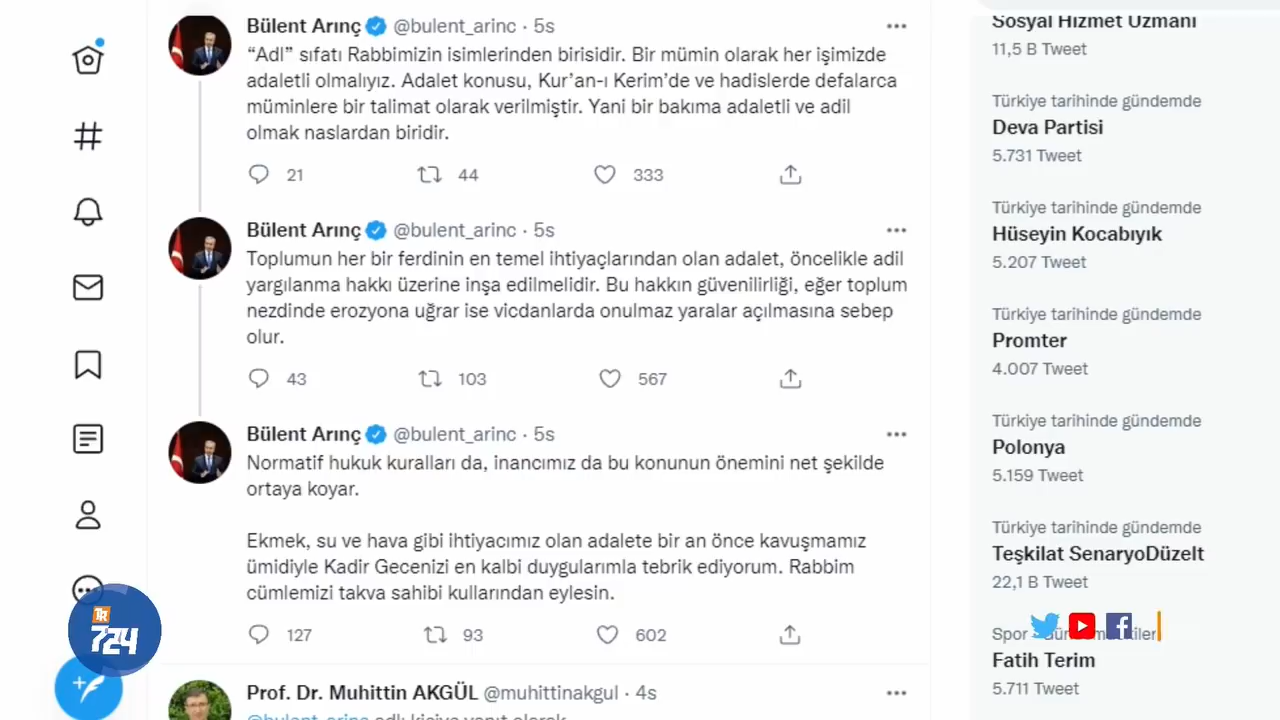 Bülent Arınç @bulent_arinc · 5s
“Adl” sıfatı Rabbimizin isimlerinden birisidir. Bir mümin olarak her işimizde
adaletli olmalıyız. Adalet konusu, Kur’an-ı Kerim’de ve hadislerde defalarca
müminlere bir talimat olarak verilmiştir. Yani bir bakıma adaletli ve adil
olmak naslardan biridir.
21 44 333
Bülent Arınç @bulent_arinc · 5s
Toplumun her bir ferdinin en temel ihtiyaçlarından olan adalet, öncelikle adil
yargılanma hakkı üzerine inşa edilmelidir. Bu hakkın güvenilirliği, eğer toplum
nezdinde erozyona uğrar ise vicdanlarda onulmaz yaralar açılmasına sebep
olur.
43 103 567
Bülent Arınç @bulent_arinc · 5s
Normatif hukuk kuralları da, inancımız da bu konunun önemini net şekilde
ortaya koyar.
Ekmek, su ve hava gibi ihtiyacımız olan adalete bir an önce kavuşmamız
ümidiyle Kadir Gecenizi en kalbi duygularımla tebrik ediyorum. Rabbim
cümlemizi takva sahibi kullarından eylesin.
127 93 602
Prof. Dr. Muhittin AKGÜL @muhittinakgul · 4s
@bulent_arinc adlı kişiye yanıt olarak
Sosyal Hizmet Uzmanı
11,5 B Tweet
Türkiye tarihinde gündemde
Deva Partisi
5.731 Tweet
Türkiye tarihinde gündemde
Hüseyin Kocabıyık
5.207 Tweet
Türkiye tarihinde gündemde
Promter
4.007 Tweet
Türkiye tarihinde gündemde
Polonya
5.159 Tweet
Türkiye tarihinde gündemde
Teşkilat SenaryoDüzelt
22,1 B Tweet
Spor
Fatih Terim
5.711 Tweet
TR
724